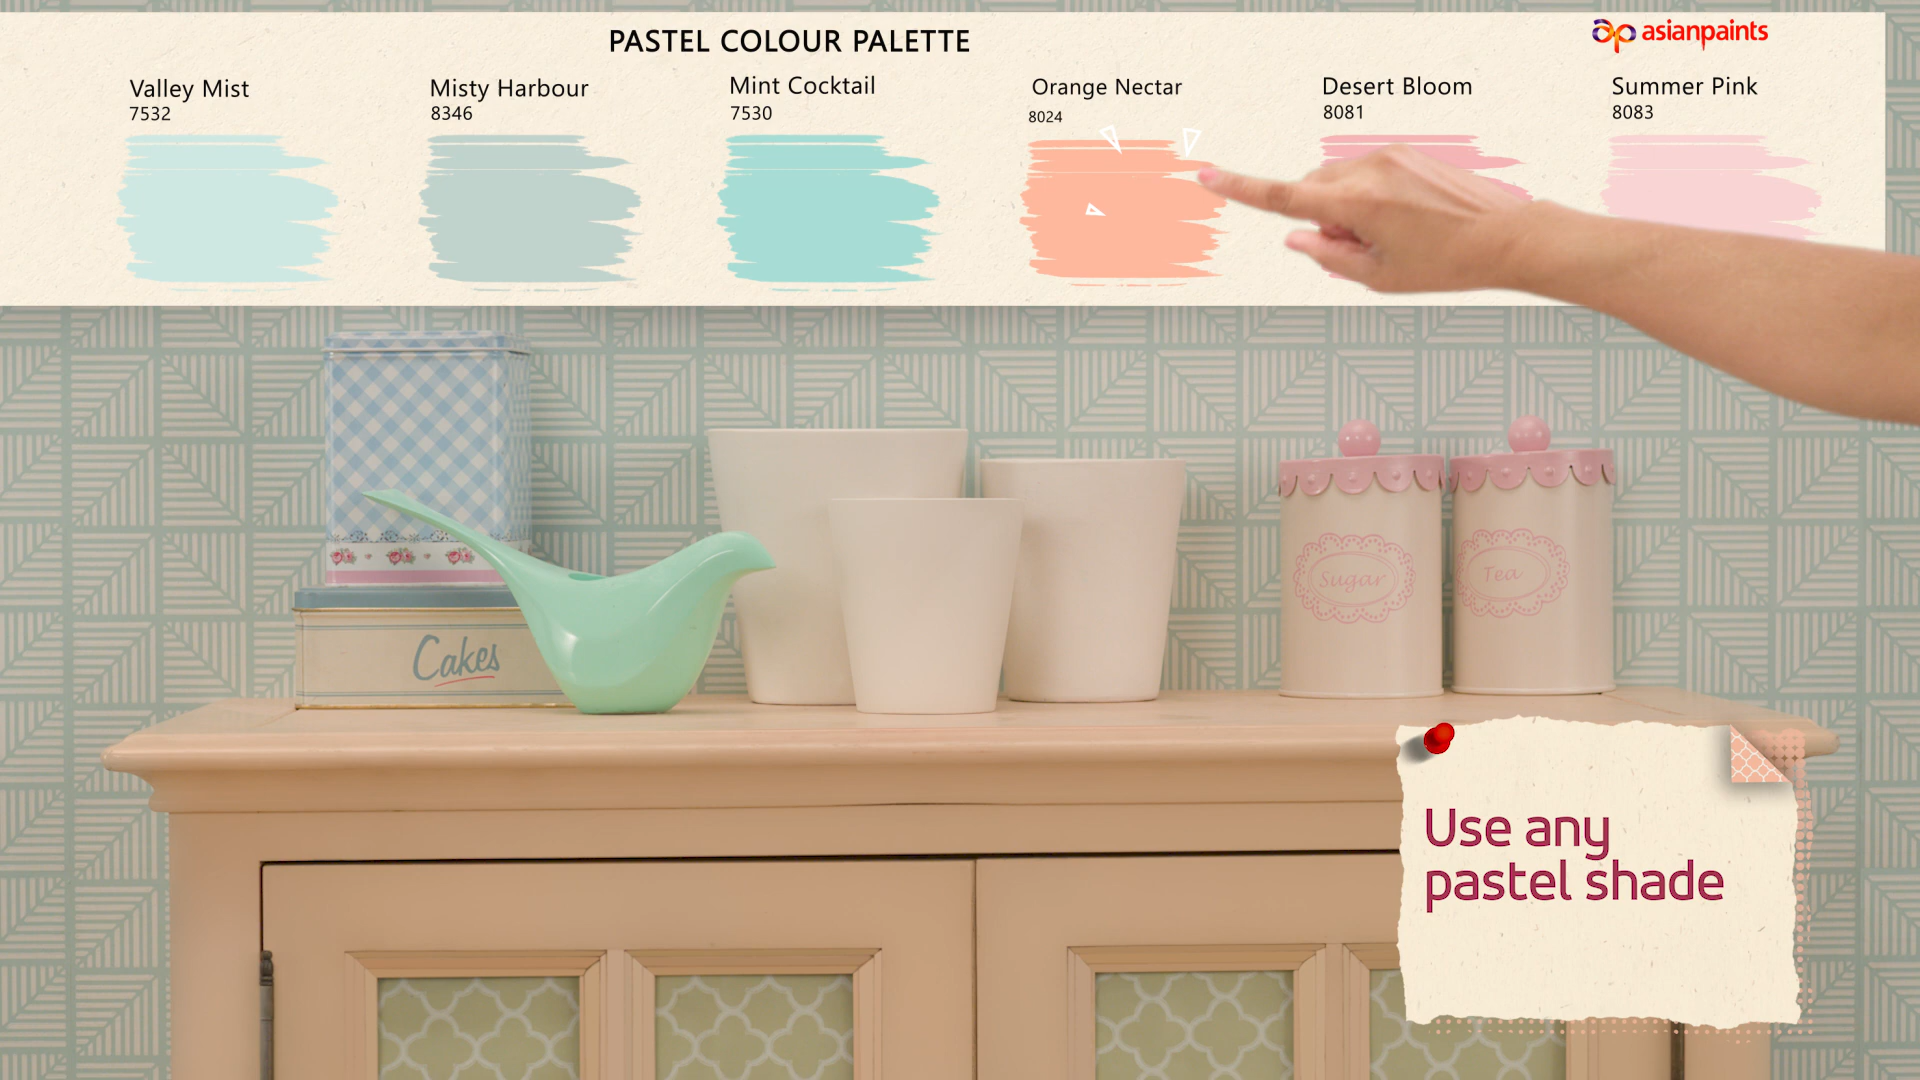 PASTEL COLOUR PALETTE
asianpaints
Valley Mist
7532
Misty Harbour
8346
Mint Cocktail
7530
Orange Nectar
8024
Desert Bloom
8081
Summer Pink
8083
Cakes
Sugar
Tea
Use any
pastel shade